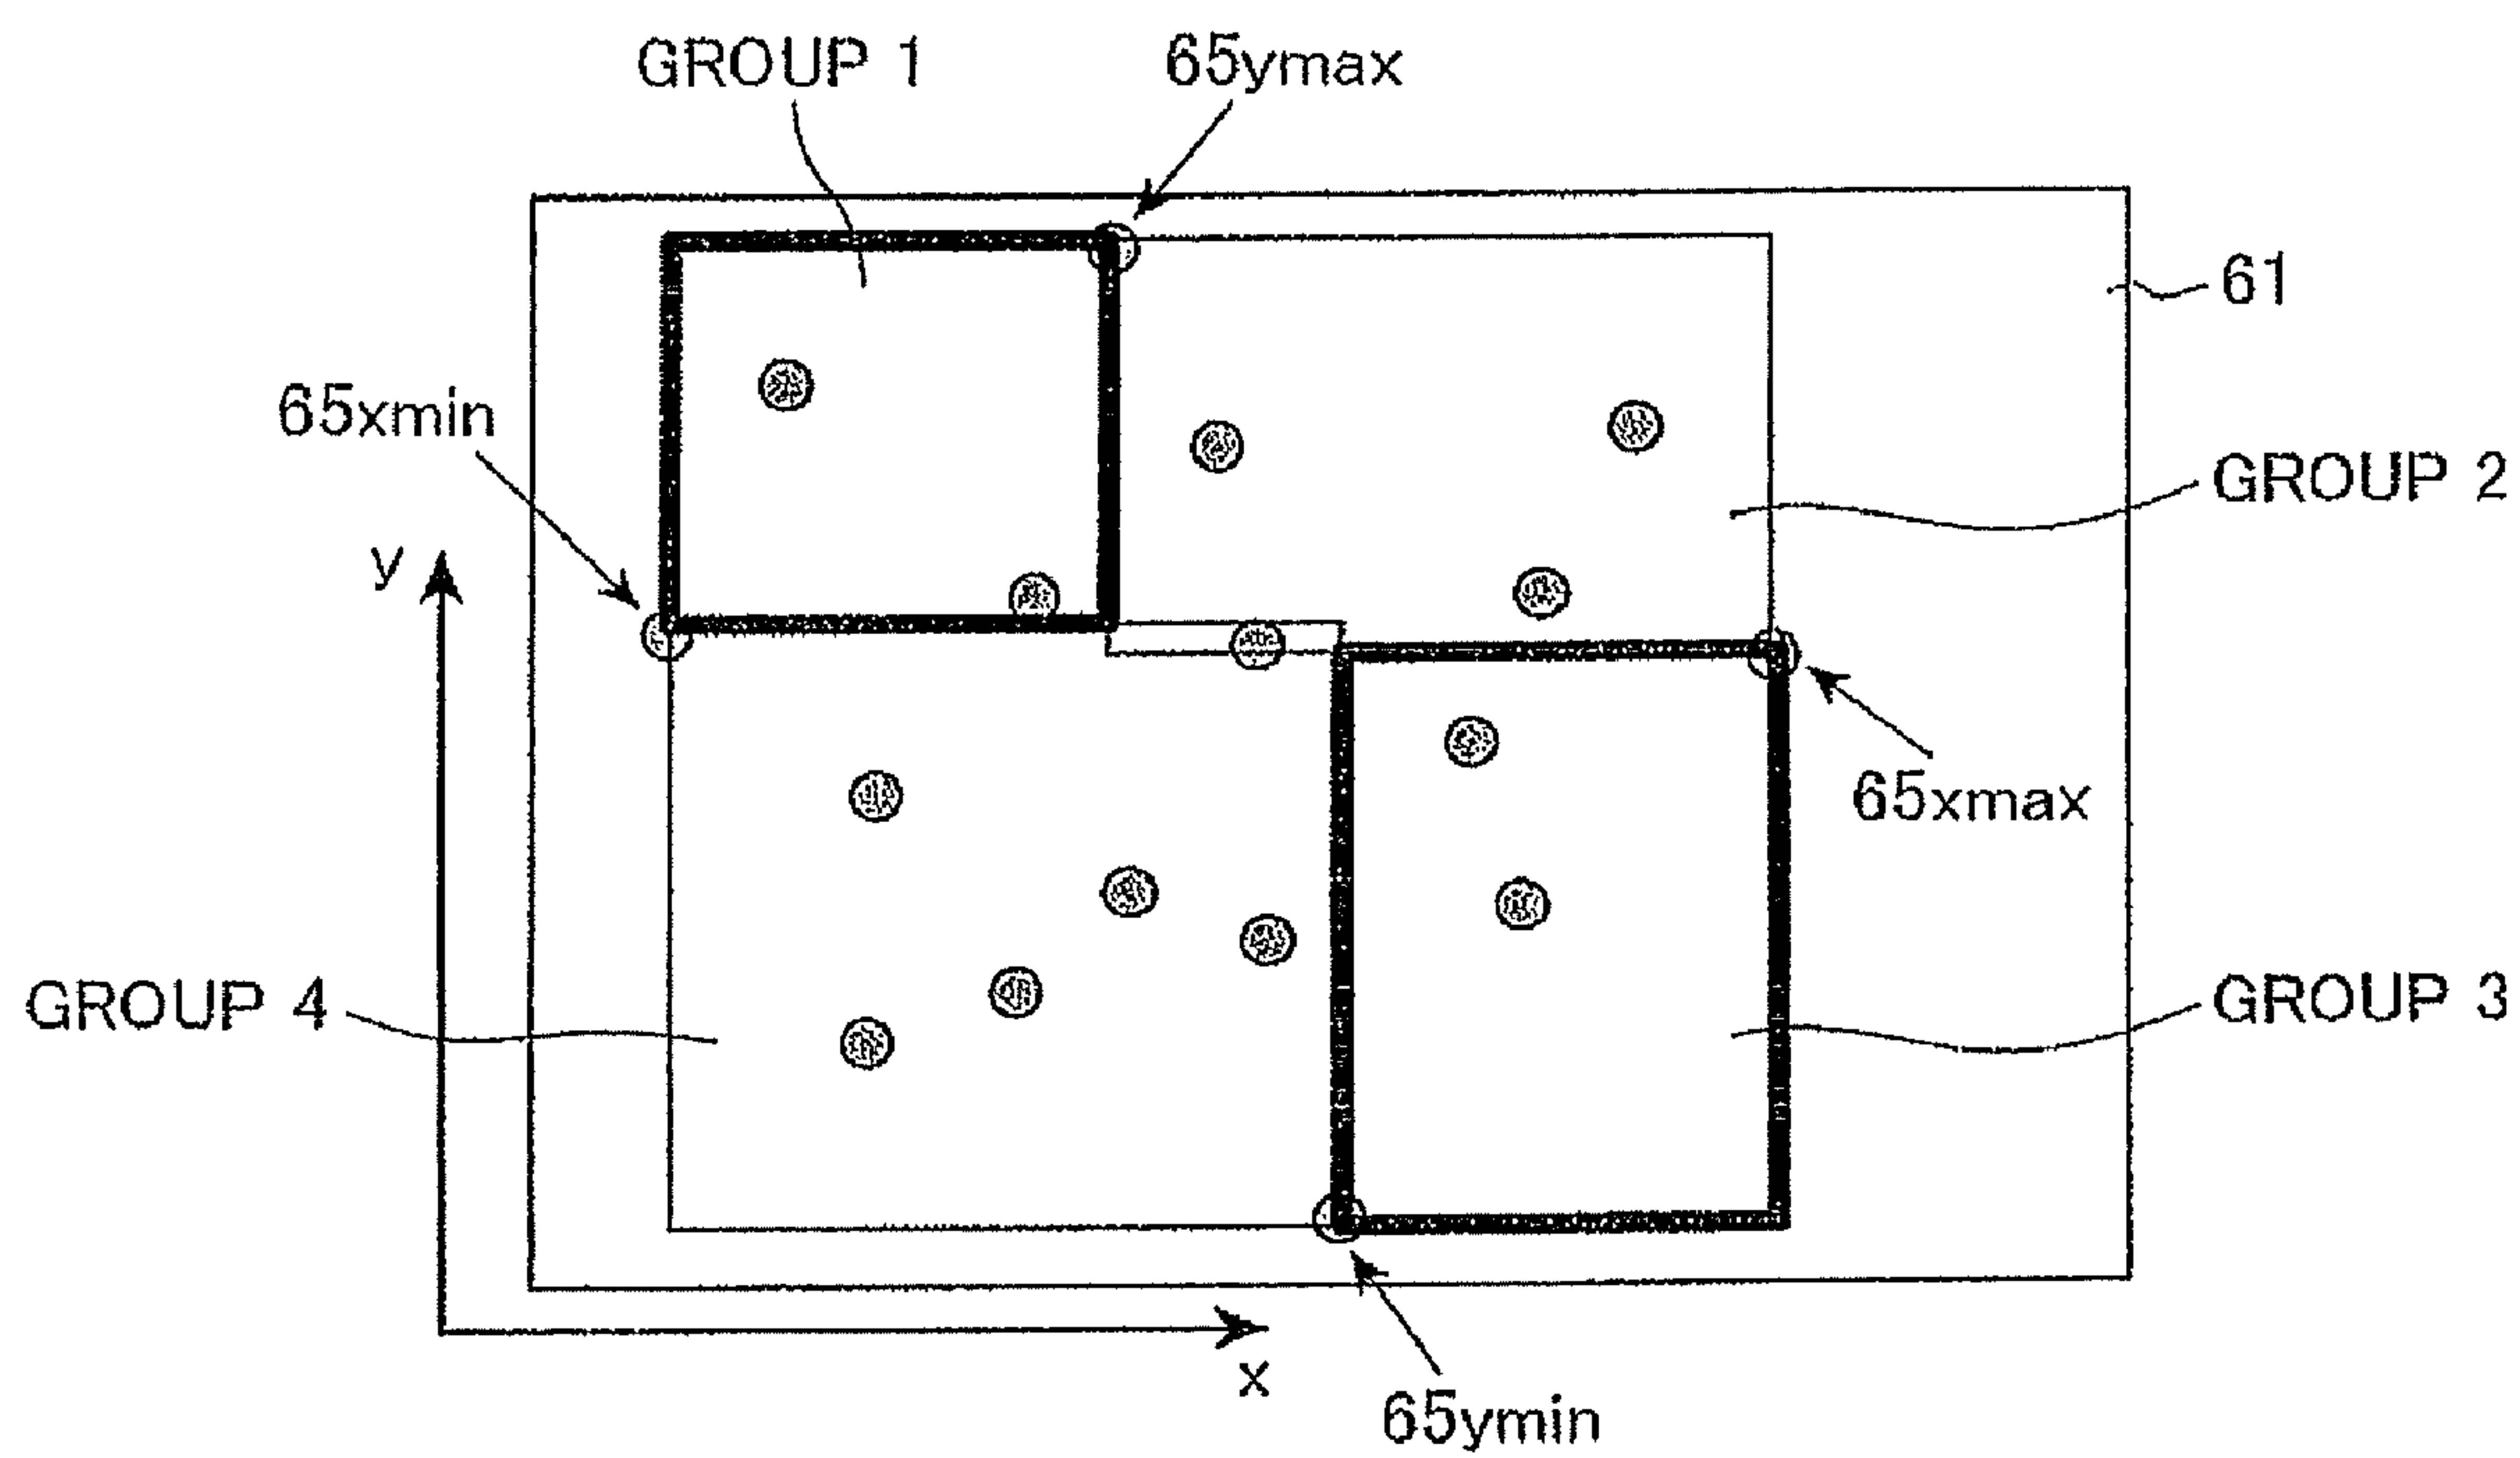 GROUP 1
65ymax
61
65xmin
GROUP 2
y
65xmax
GROUP 4
GROUP 3
x
65ymin